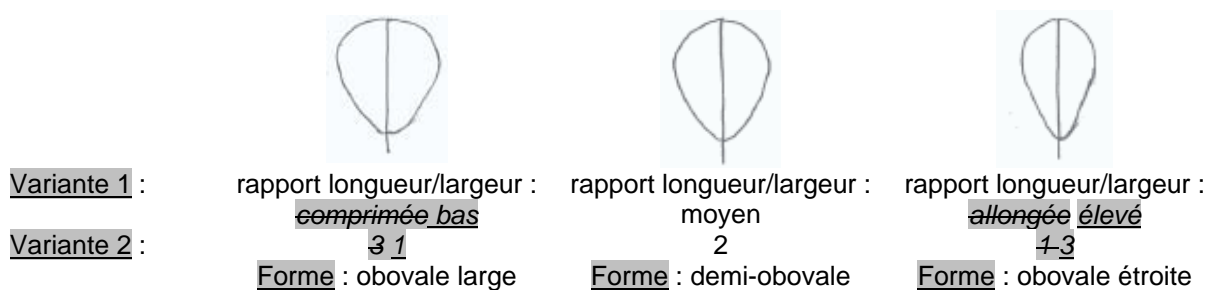 Variante 1 : rapport longueur/largeur : rapport longueur/largeur : rapport longueur/largeur :
comprimée bas moyen allongée élevé
Variante 2 : 3 1 2 1 3
Forme : obovale large Forme : demi-obovale Forme : obovale étroite